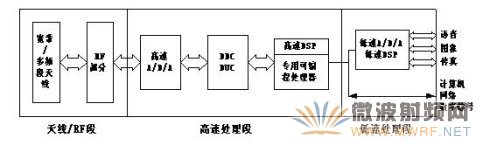 宽带
/
多频
段天
线
RF
部分
高速
A/D/A
DDC
DUC
高速DSP
专用可编
程处理器
低速A/D/A
低速DSP
语音
图象
传真
计算机
网络
天线/RF段
高速处理段
低速处理段
微波射频网
WWW.MWRF.NET